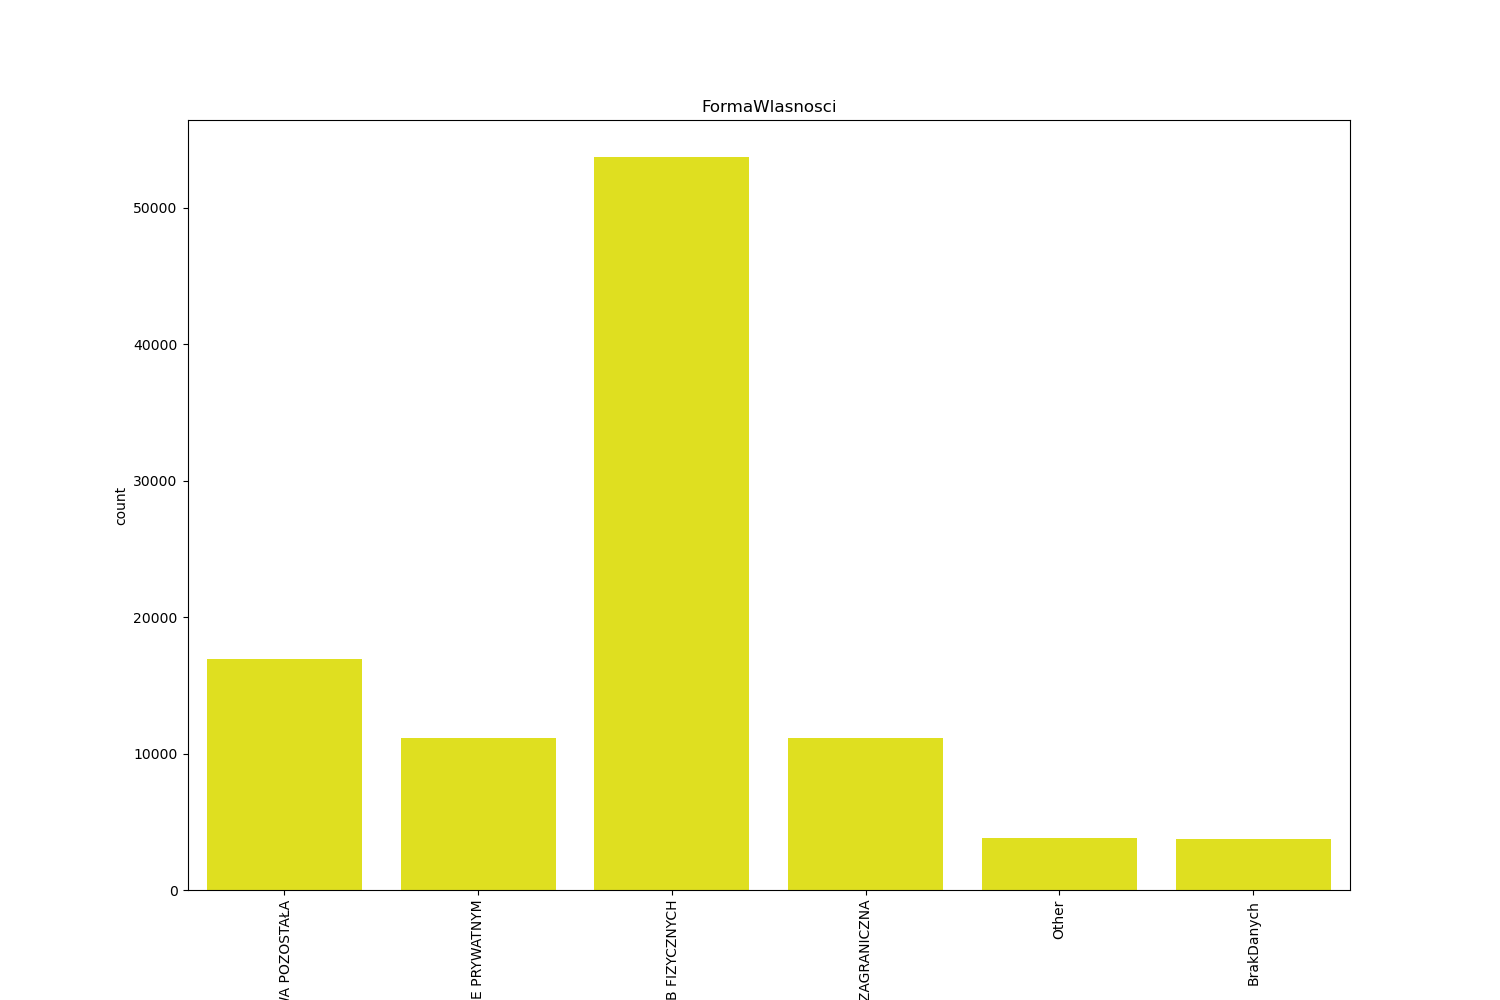 FormaWlasnosci
50000
40000
30000
20000
10000
0
count
POZOSTAŁA
PRYWATNYM
FIZYCZNYCH
ZAGRANICZNA
Other
BrakDanych